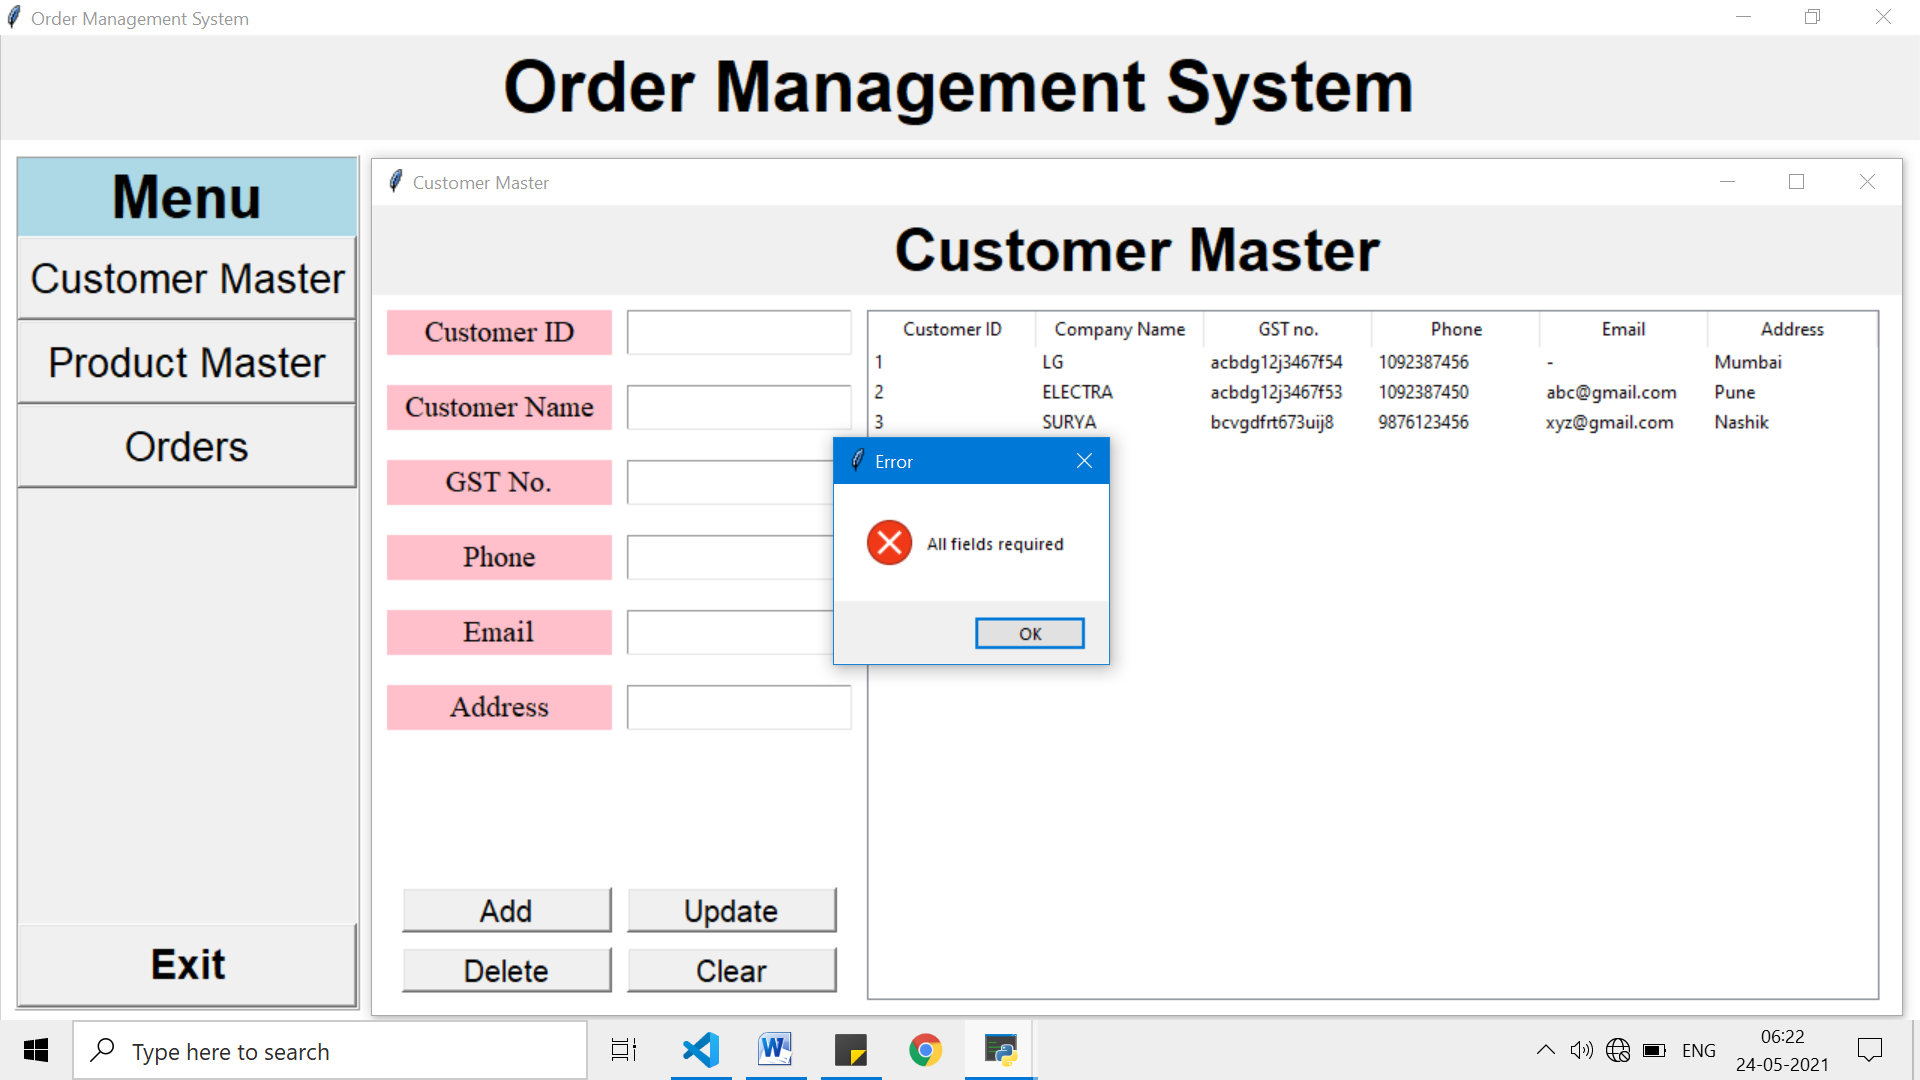 Order Management System
Order Management System
Menu
Customer Master
Product Master
Orders
Exit
Customer Master
Customer Master
Customer ID
Customer Name
GST No.
Phone
Email
Address
Add Update
Delete Clear
Customer ID Company Name GST no. Phone Email Address
1 LG acbdg12j3467f54 1092387456 - Mumbai
2 ELECTRA acbdg12j3467f53 1092387450 abc@gmail.com Pune
3 SURYA bcvgdfrt673uij8 9876123456 xyz@gmail.com Nashik
Error
All fields required
OK
Type here to search
W
ENG
06:22
24-05-2021